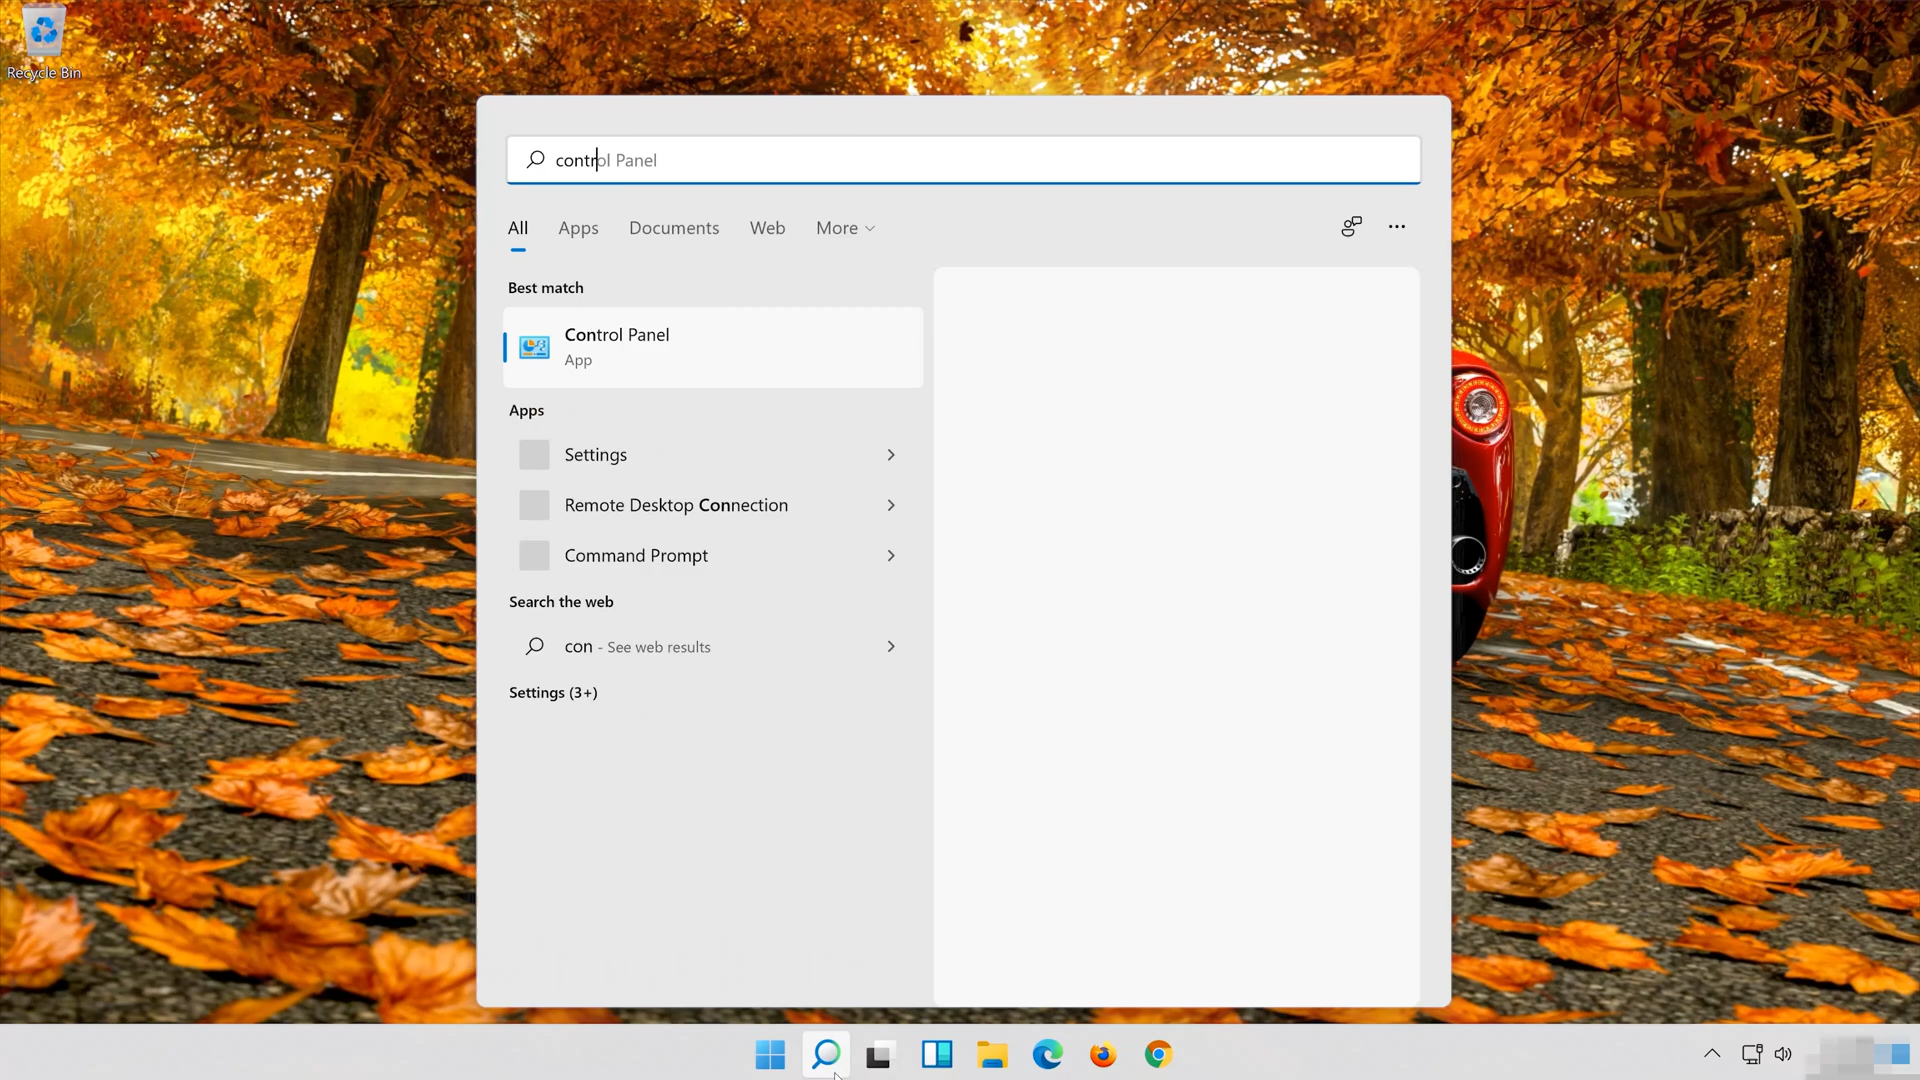 Recycle Bin
control Panel
All Apps Documents Web More
Best match
Control Panel
App
Apps
Settings
Remote Desktop Connection
Command Prompt
Search the web
con - See web results
Settings (3+)